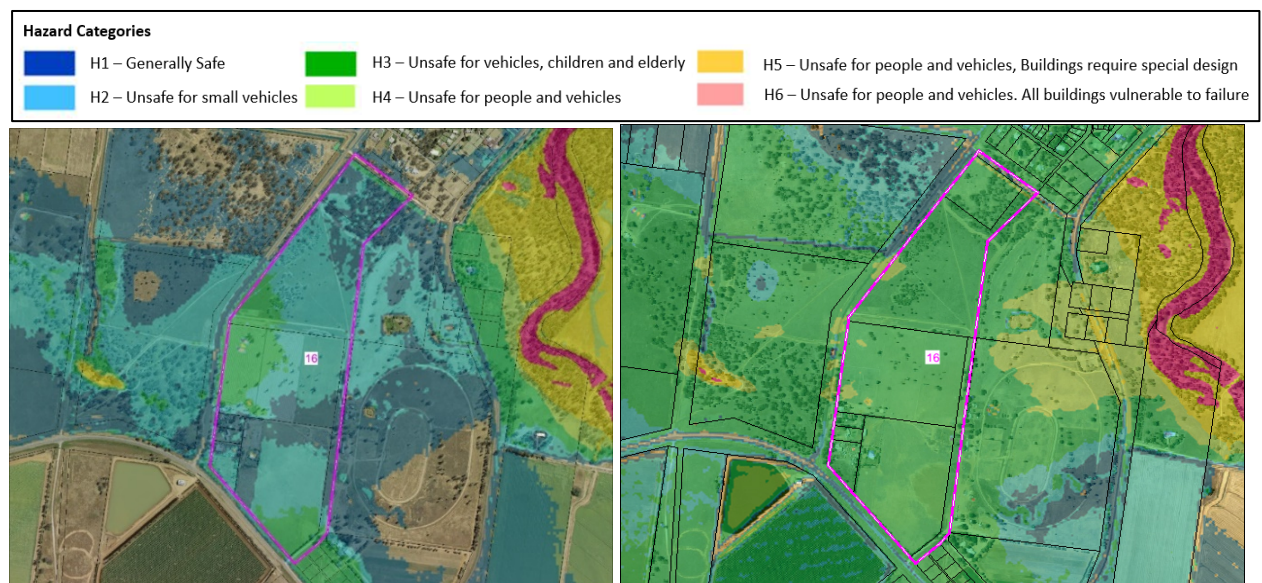 Hazard Categories
H1 – Generally Safe
H2 – Unsafe for small vehicles
H3 – Unsafe for vehicles, children and elderly
H4 – Unsafe for people and vehicles
H5 – Unsafe for people and vehicles, Buildings require special design
H6 – Unsafe for people and vehicles. All buildings vulnerable to failure
16
16